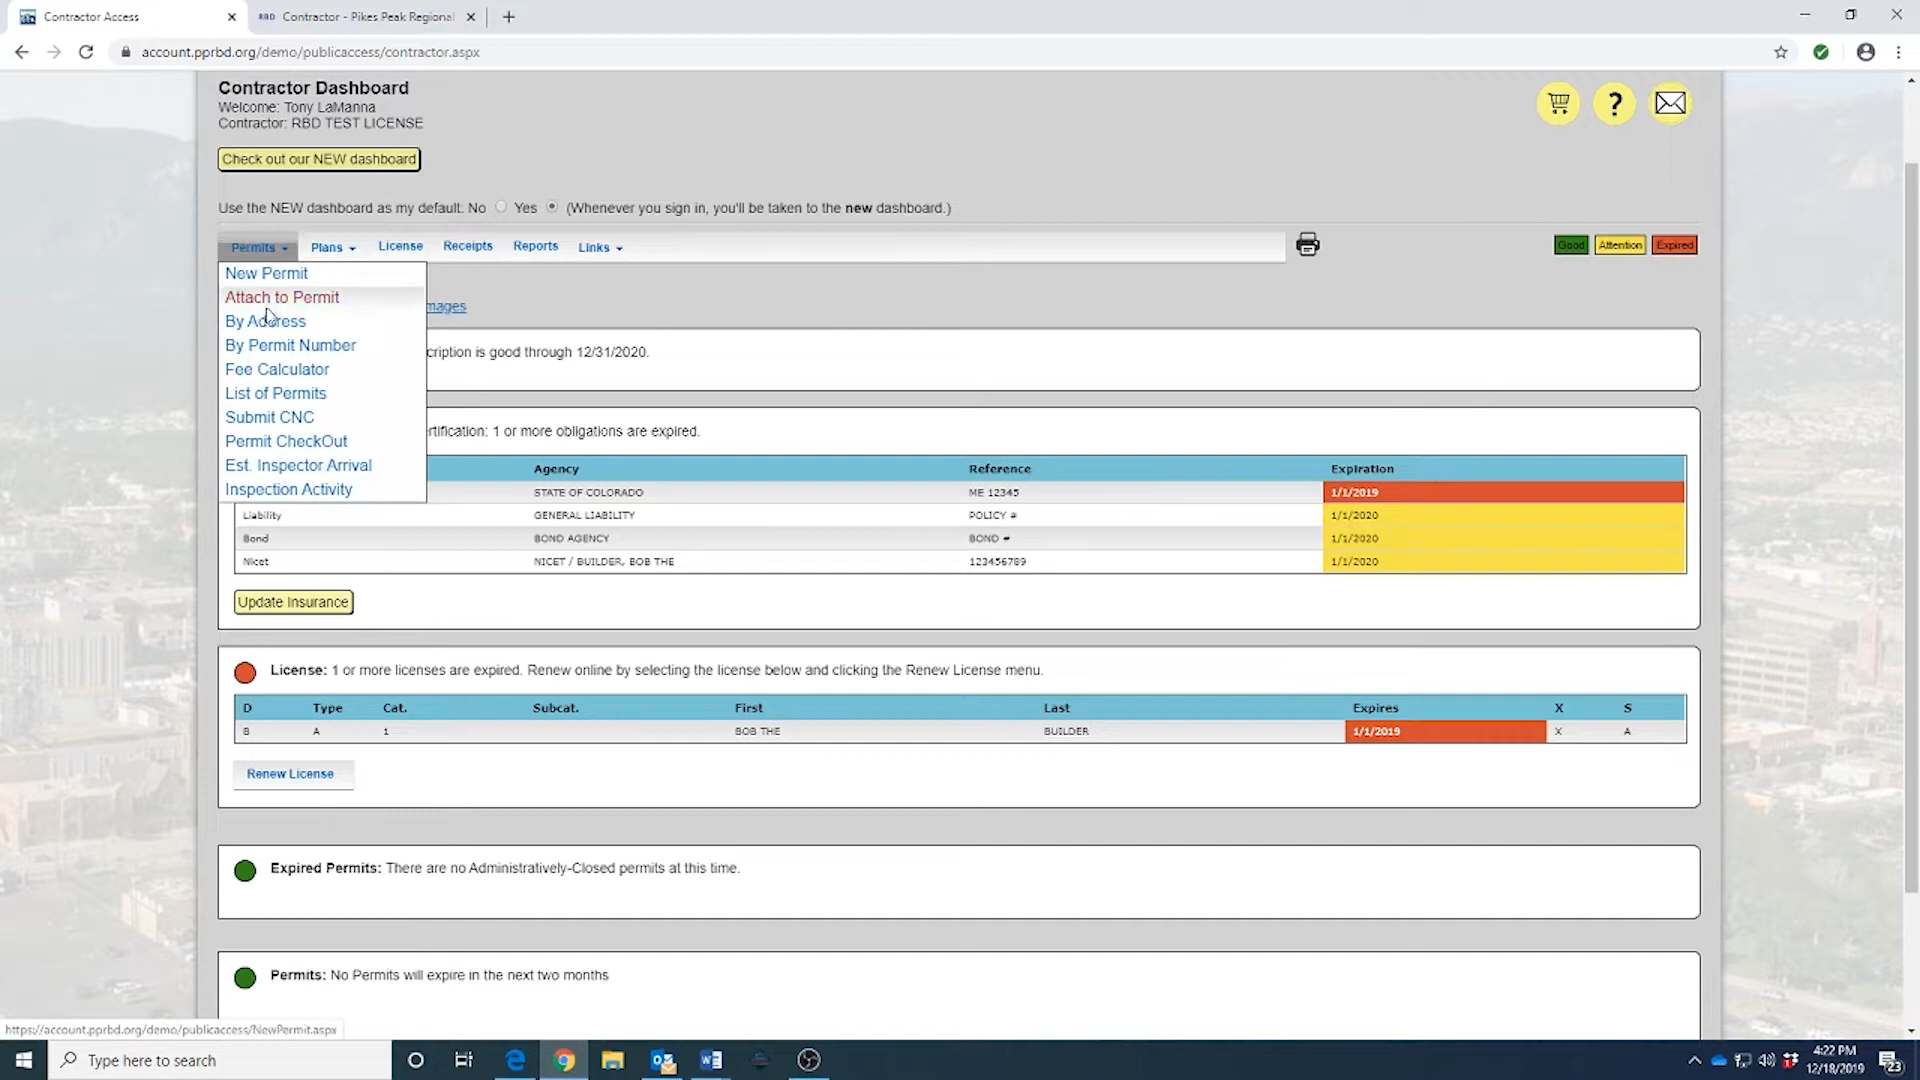 Contractor Access
RBD Contractor - Pikes Peak Regional
account.pprbd.org/demo/publicaccess/contractor.aspx
Contractor Dashboard
Welcome: Tony LaManna
Contractor: RBD TEST LICENSE
?
Check out our NEW dashboard
Use the NEW dashboard as my default: No Yes (Whenever you sign in, you'll be taken to the new dashboard.)
Permits Plans License Receipts Reports Links Good Attention Expired
New Permit
Attach to Permit
mages
By Address
By Permit Number
cription is good through 12/31/2020.
Fee Calculator
List of Permits
Submit CNC
rtification: 1 or more obligations are expired.
Permit CheckOut
Est. Inspector Arrival
Agency Reference Expiration
Inspection Activity
STATE OF COLORADO ME 12345 1/1/2019
Liability GENERAL LIABILITY POLICY # 1/1/2020
Bond BOND AGENCY BOND # 1/1/2020
Nicet NICET / BUILDER, BOB THE 123456789 1/1/2020
Update Insurance
License: 1 or more licenses are expired. Renew online by selecting the license below and clicking the Renew License menu.
D Type Cat. Subcat. First Last Expires X S
B A 1 BOB THE BUILDER 1/1/2019 X A
Renew License
Expired Permits: There are no Administratively-Closed permits at this time.
Permits: No Permits will expire in the next two months
https://account.pprbd.org/demo/publicaccess/NewPermit.aspx
Type here to search
4:22 PM
12/18/2019
23